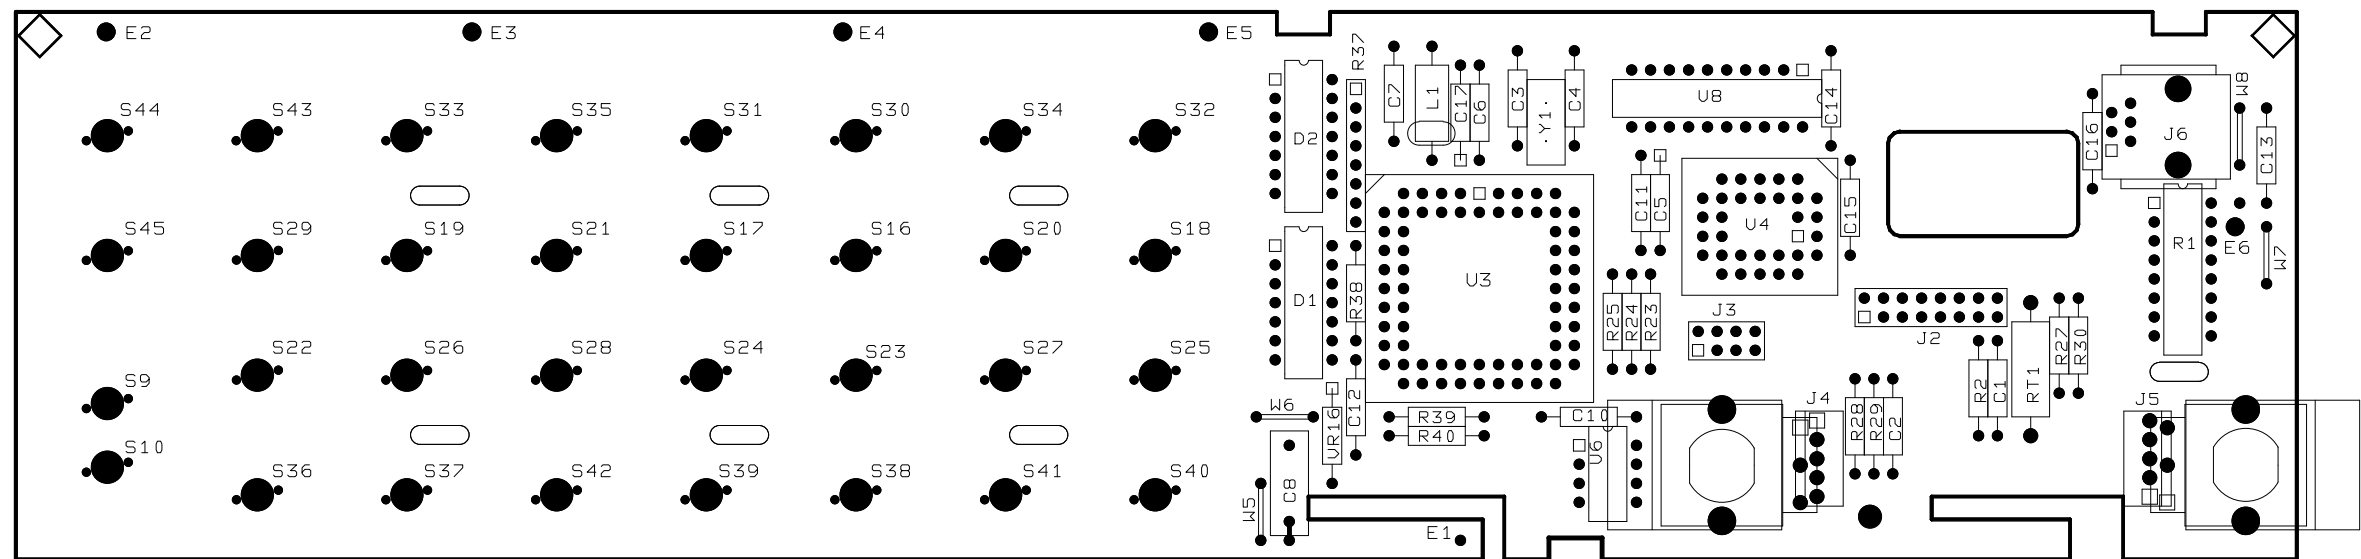 E2
E3
E4
E5
R37
S44
S43
S33
S35
S31
S30
S34
S32
D2
C7
L1
C17
C6
C3
Y1
C4
U8
C14
C16
J6
W8
C13
C11
C5
U4
C15
S45
S29
S19
S21
S17
S16
S20
S18
R1
E6
W7
D1
R38
U3
R25
R24
R23
J3
J2
R27
R30
S22
S26
S28
S24
S23
S27
S25
S9
R2
C1
RT1
W6
VR16
C12
R39
R40
C10
J4
R28
R29
C2
J5
S10
S36
S37
S42
S39
S38
S41
S40
U6
W5
C8
E1